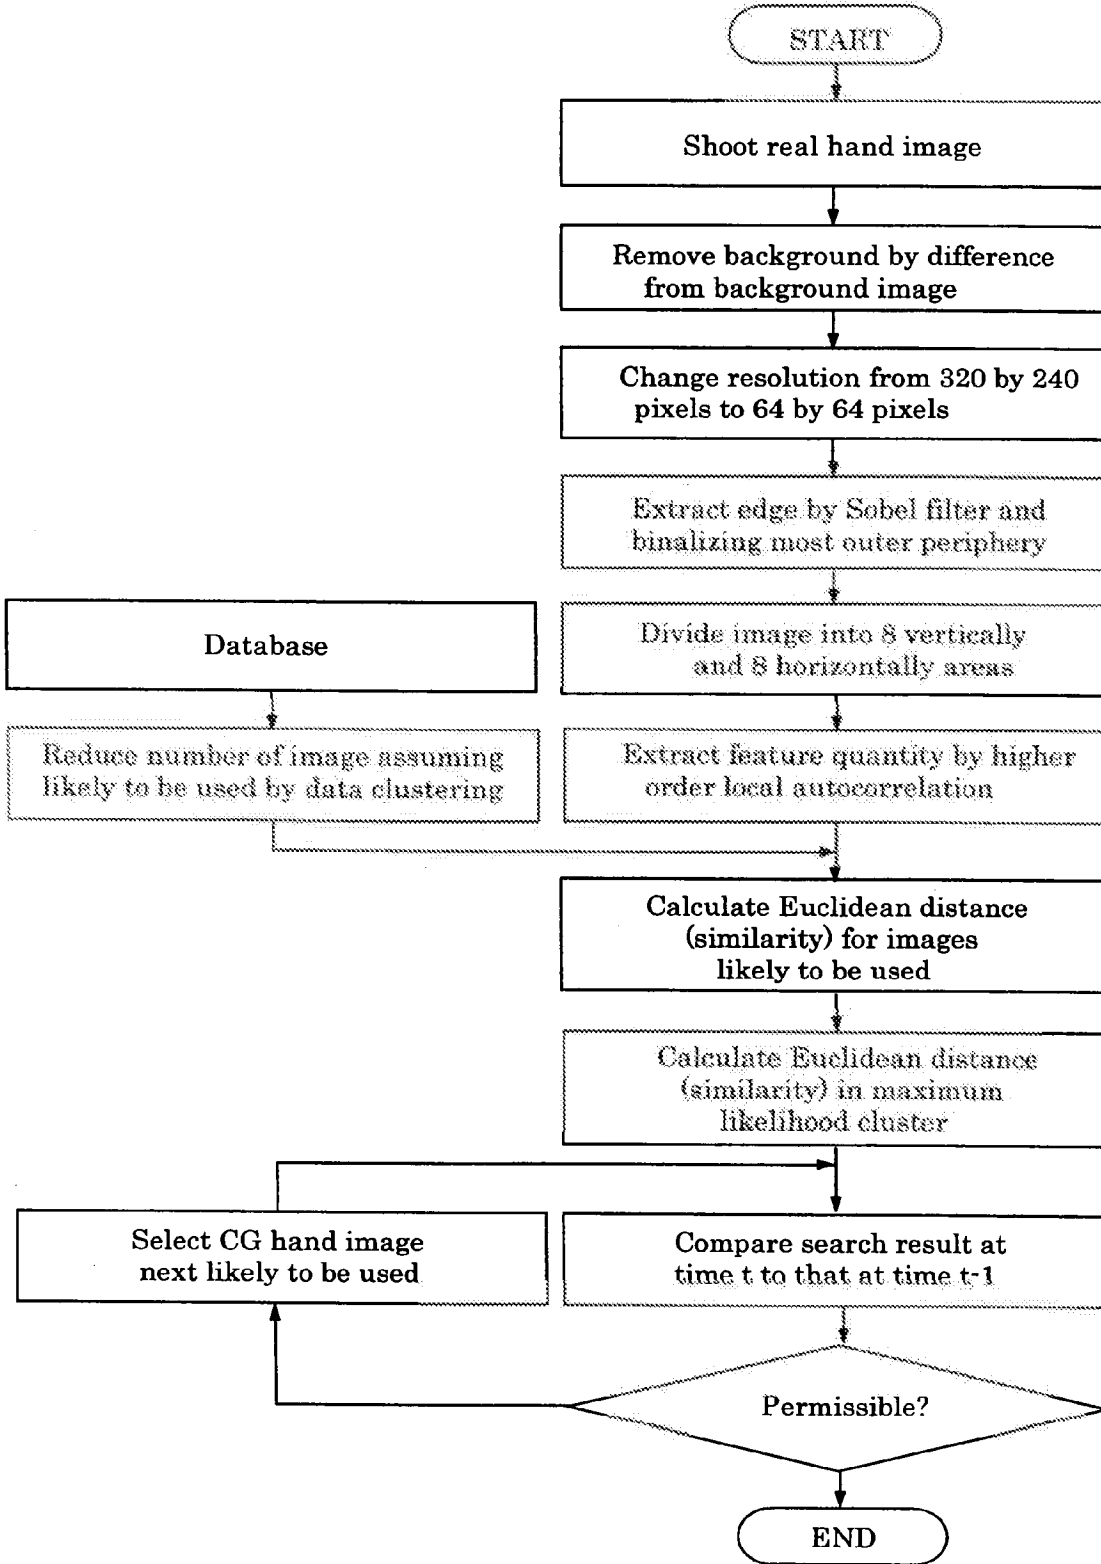 START
Shoot real hand image
Remove background by difference
from background image
Change resolution from 320 by 240
pixels to 64 by 64 pixels
Extract edge by Sobel filter and
binalizing most outer periphery
Database
Divide image into 8 vertically
and 8 horizontally areas
Reduce number of image assuming
likely to be used by data clustering
Extract feature quantity by higher
order local autocorrelation
Calculate Euclidean distance
(similarity) for images
likely to be used
Calculate Euclidean distance
(similarity) in maximum
likelihood cluster
Select CG hand image
next likely to be used
Compare search result at
time t to that at time t-1
Permissible?
END